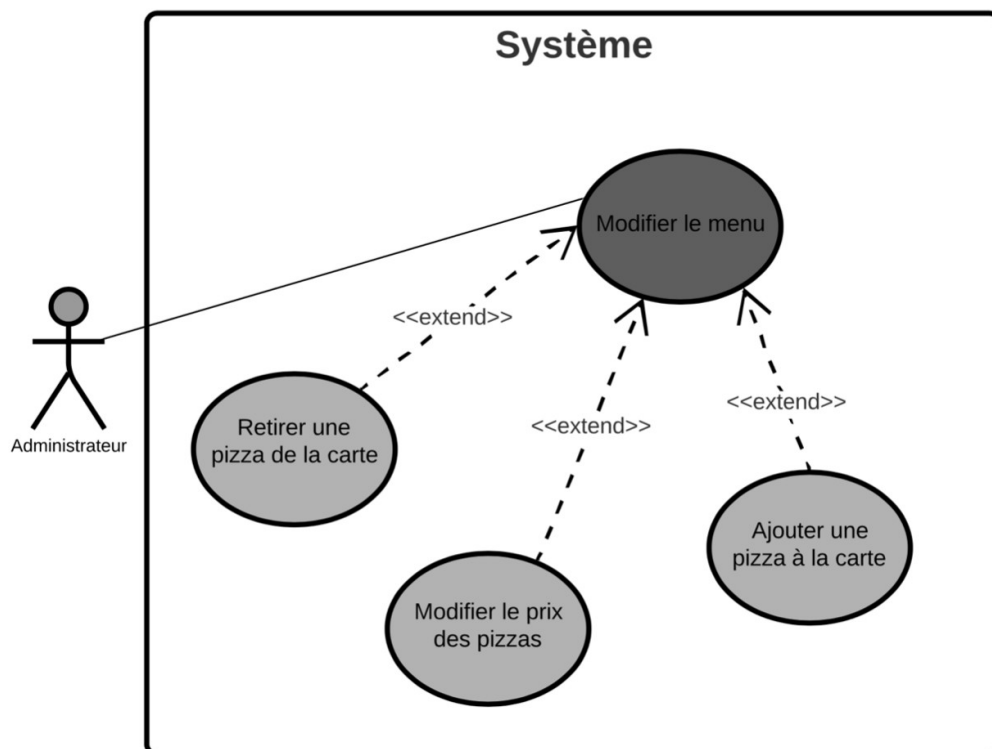 Système
Modifier le menu
<<extend>>
Retirer une
pizza de la carte
<<extend>>
<<extend>>
Administrateur
Ajouter une
pizza à la carte
Modifier le prix
des pizzas